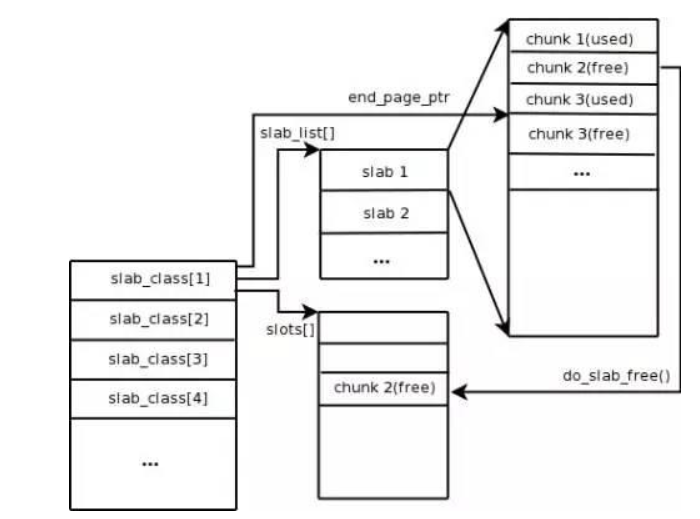 chunk 1(used)
chunk 2(free)
end_page_ptr
chunk 3(used)
slab_list[]
chunk 3(free)
slab 1
...
slab 2
...
slab_class[1]
slab_class[2]
slots[]
slab_class[3]
do_slab_free()
chunk 2(free)
slab_class[4]
...